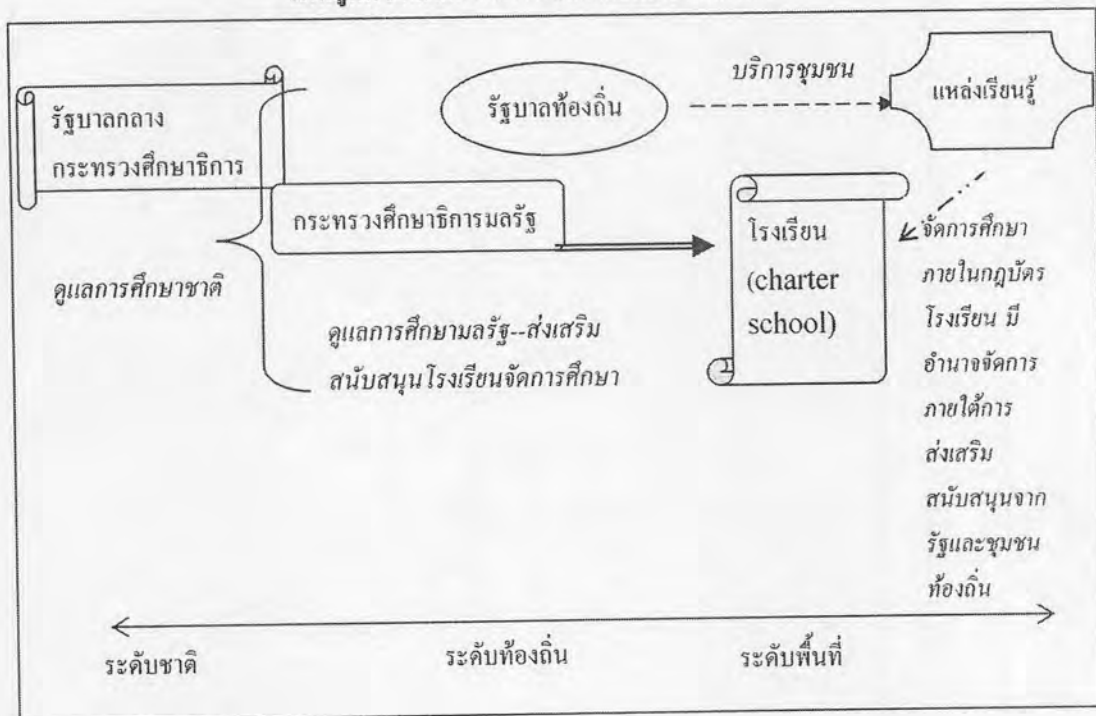 บริการชุมชน
แหล่งเรียนรู้
รัฐบาลท้องถิ่น
รัฐบาลกลาง
กระทรวงศึกษาธิการ
กระทรวงศึกษาธิการมลรัฐ
ดูแลการศึกษาชาติ
ดูแลการศึกษามลรัฐ--ส่งเสริม
สนับสนุนโรงเรียนจัดการศึกษา
โรงเรียน
(charter
school)
จัดการศึกษา
ภายในกฎบัตร
โรงเรียน มี
อำนาจจัดการ
ภายใต้การ
ส่งเสริม
สนับสนุนจาก
รัฐและชุมชน
ท้องถิ่น
ระดับชาติ
ระดับท้องถิ่น
ระดับพื้นที่